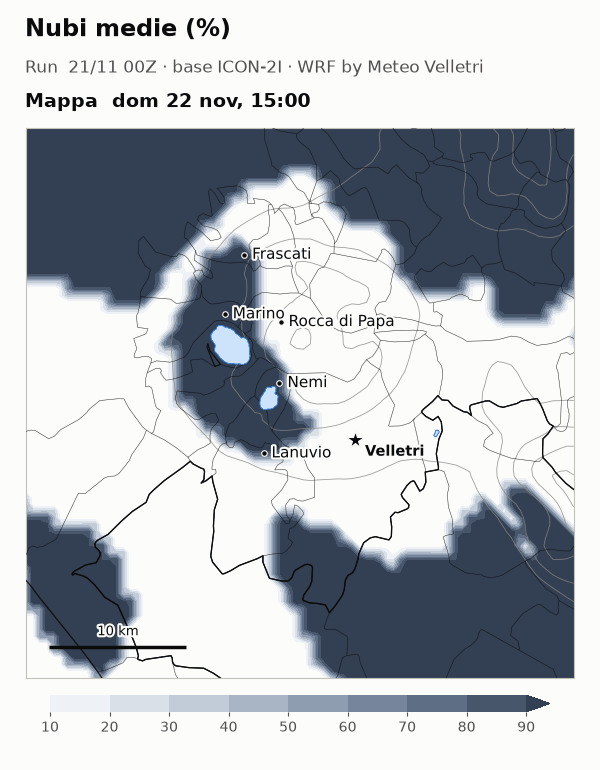 Nubi medie (%)
Run  21/11 00Z · base ICON-2I · WRF by Meteo Velletri
Mappa  dom 22 nov, 15:00
Frascati
Marino
Rocca di Papa
Nemi
Velletri
Lanuvio
10 km
10 20 30 40 50 60 70 80 90